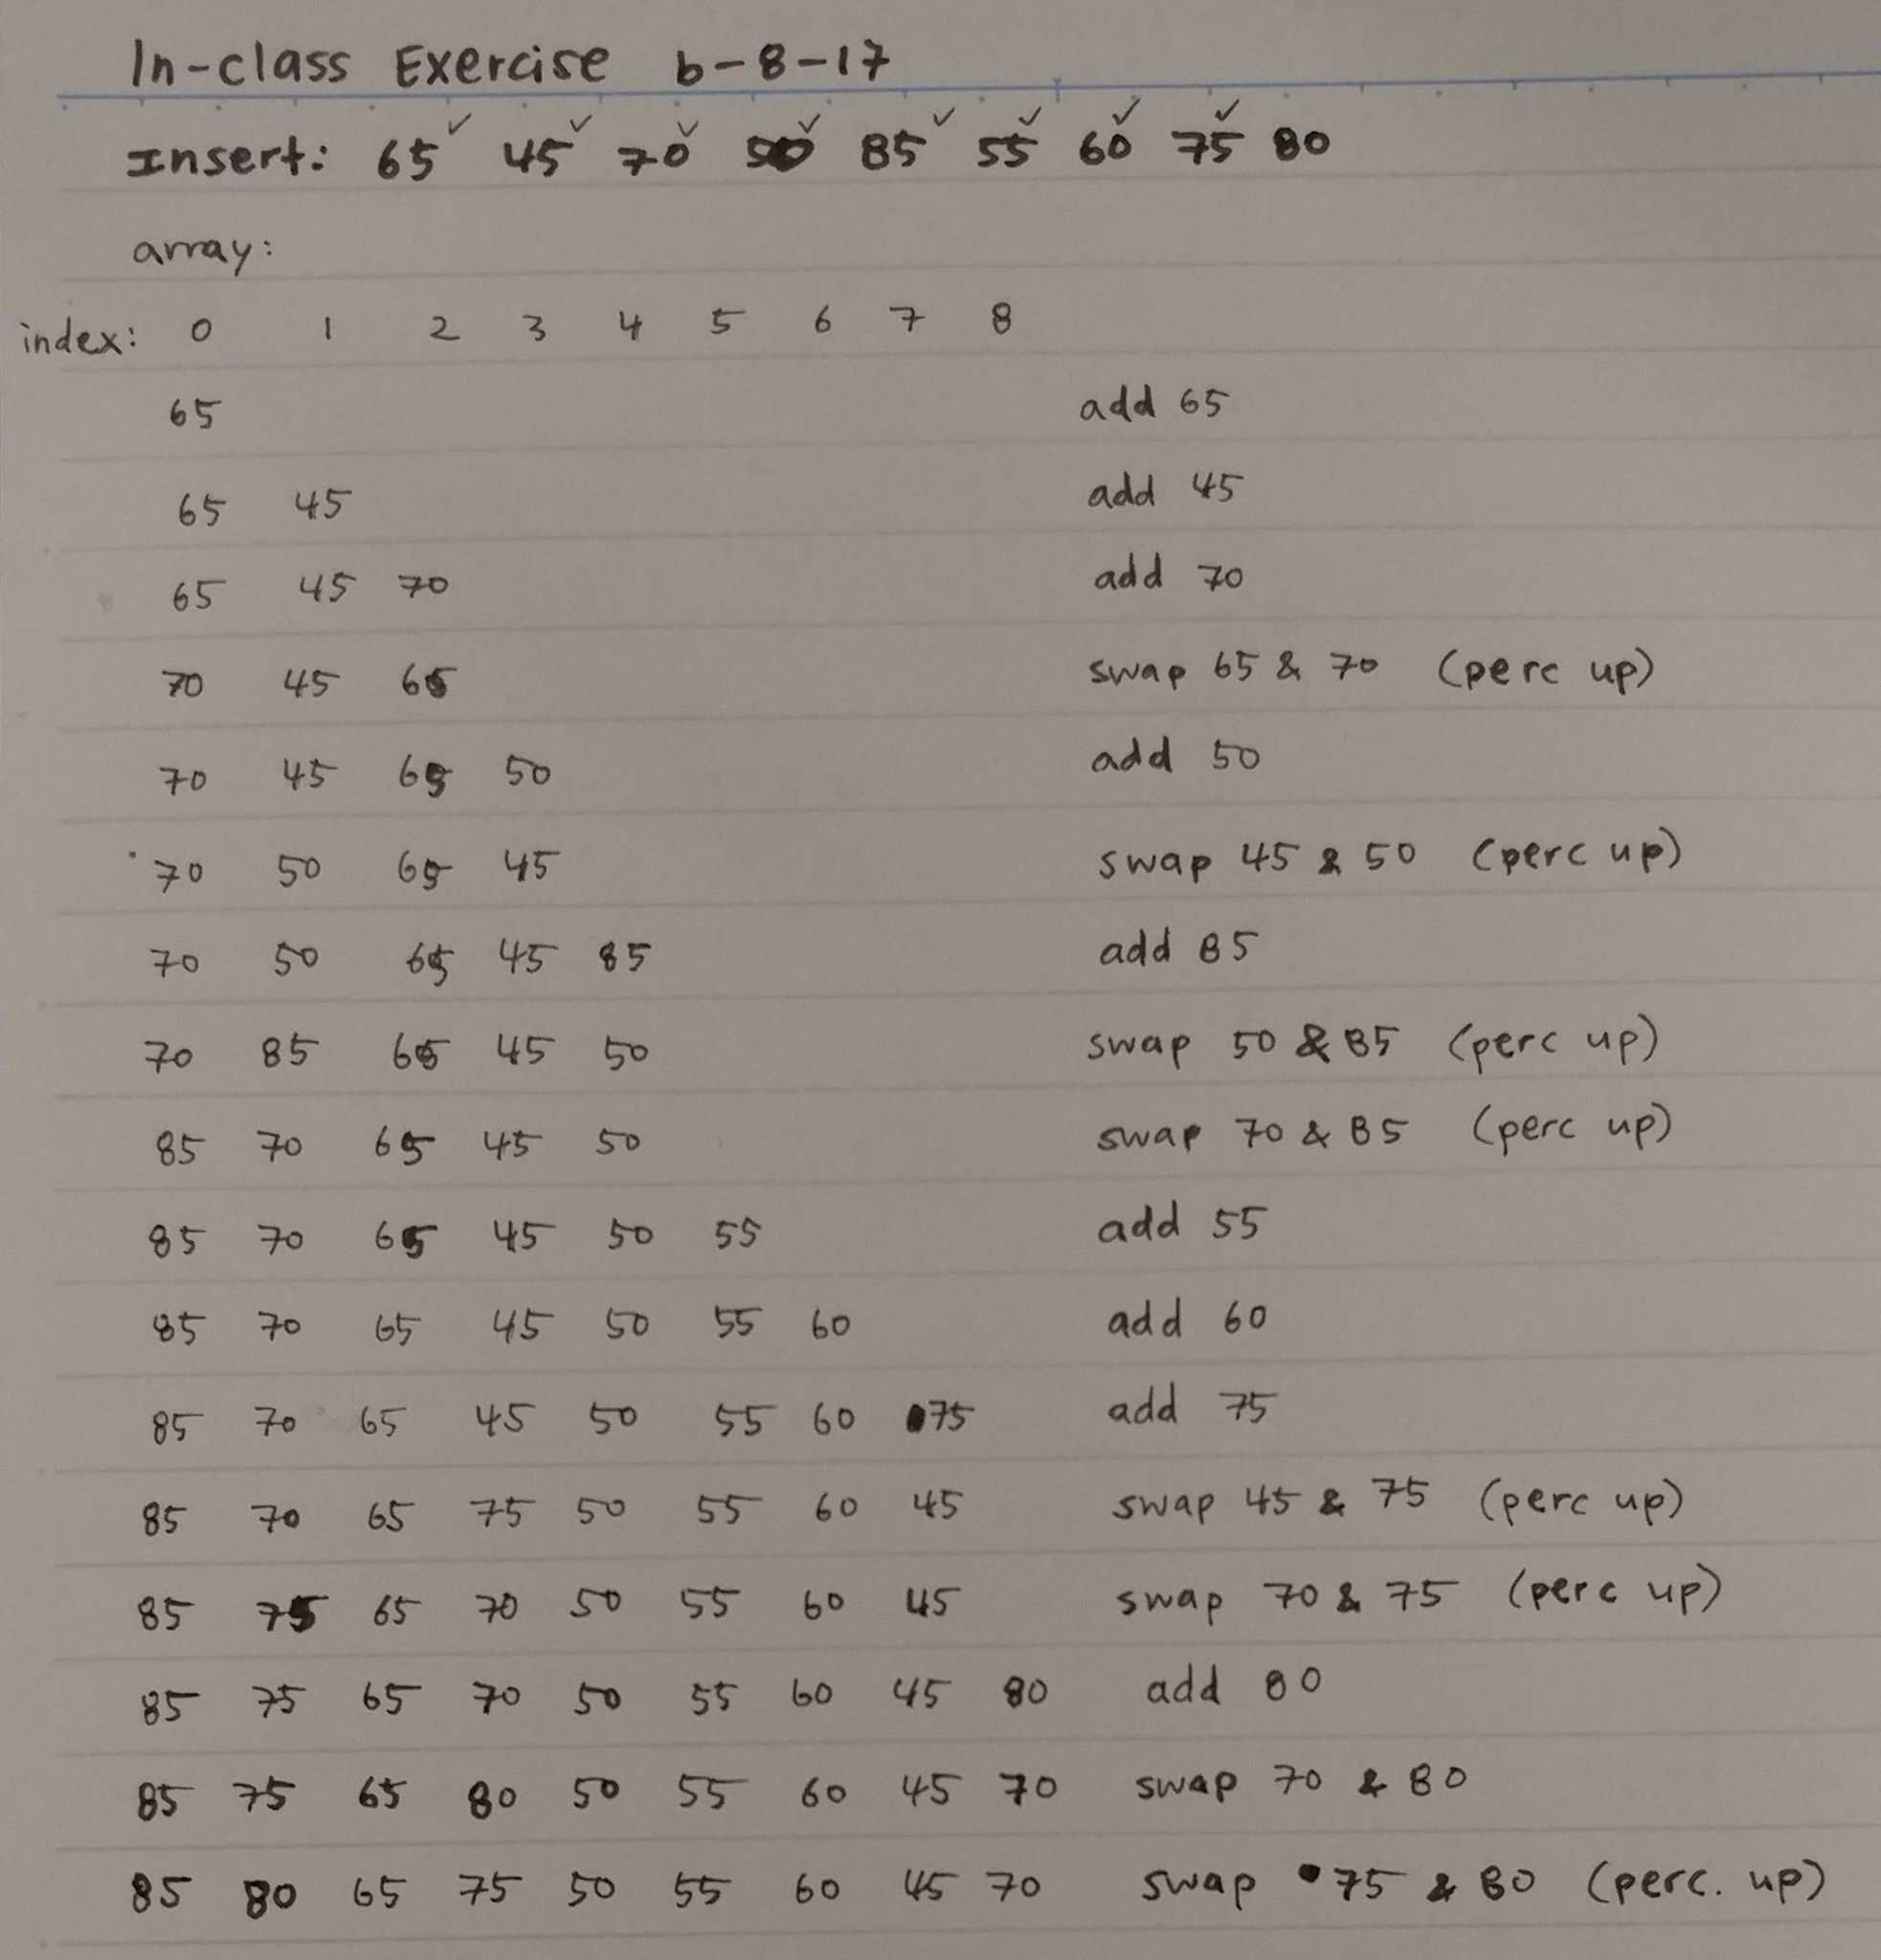 In-class Exercise 6-8-17
Insert: 65 45 70 50 85 55 60 75 80
array:
index: 0 1 2 3 4 5 6 7 8
65 add 65
65 45 add 45
65 45 70 add 70
70 45 65 swap 65 & 70 (perc up)
70 45 65 50 add 50
70 50 65 45 swap 45 & 50 (perc up)
70 50 65 45 85 add 85
70 85 65 45 50 swap 50 & 85 (perc up)
85 70 65 45 50 swap 70 & 85 (perc up)
85 70 65 45 50 55 add 55
85 70 65 45 50 55 60 add 60
85 70 65 45 50 55 60 75 add 75
85 70 65 75 50 55 60 45 swap 45 & 75 (perc up)
85 75 65 70 50 55 60 45 swap 70 & 75 (perc up)
85 75 65 70 50 55 60 45 80 add 80
85 75 65 80 50 55 60 45 70 swap 70 & 80
85 80 65 75 50 55 60 45 70 swap 75 & 80 (perc. up)